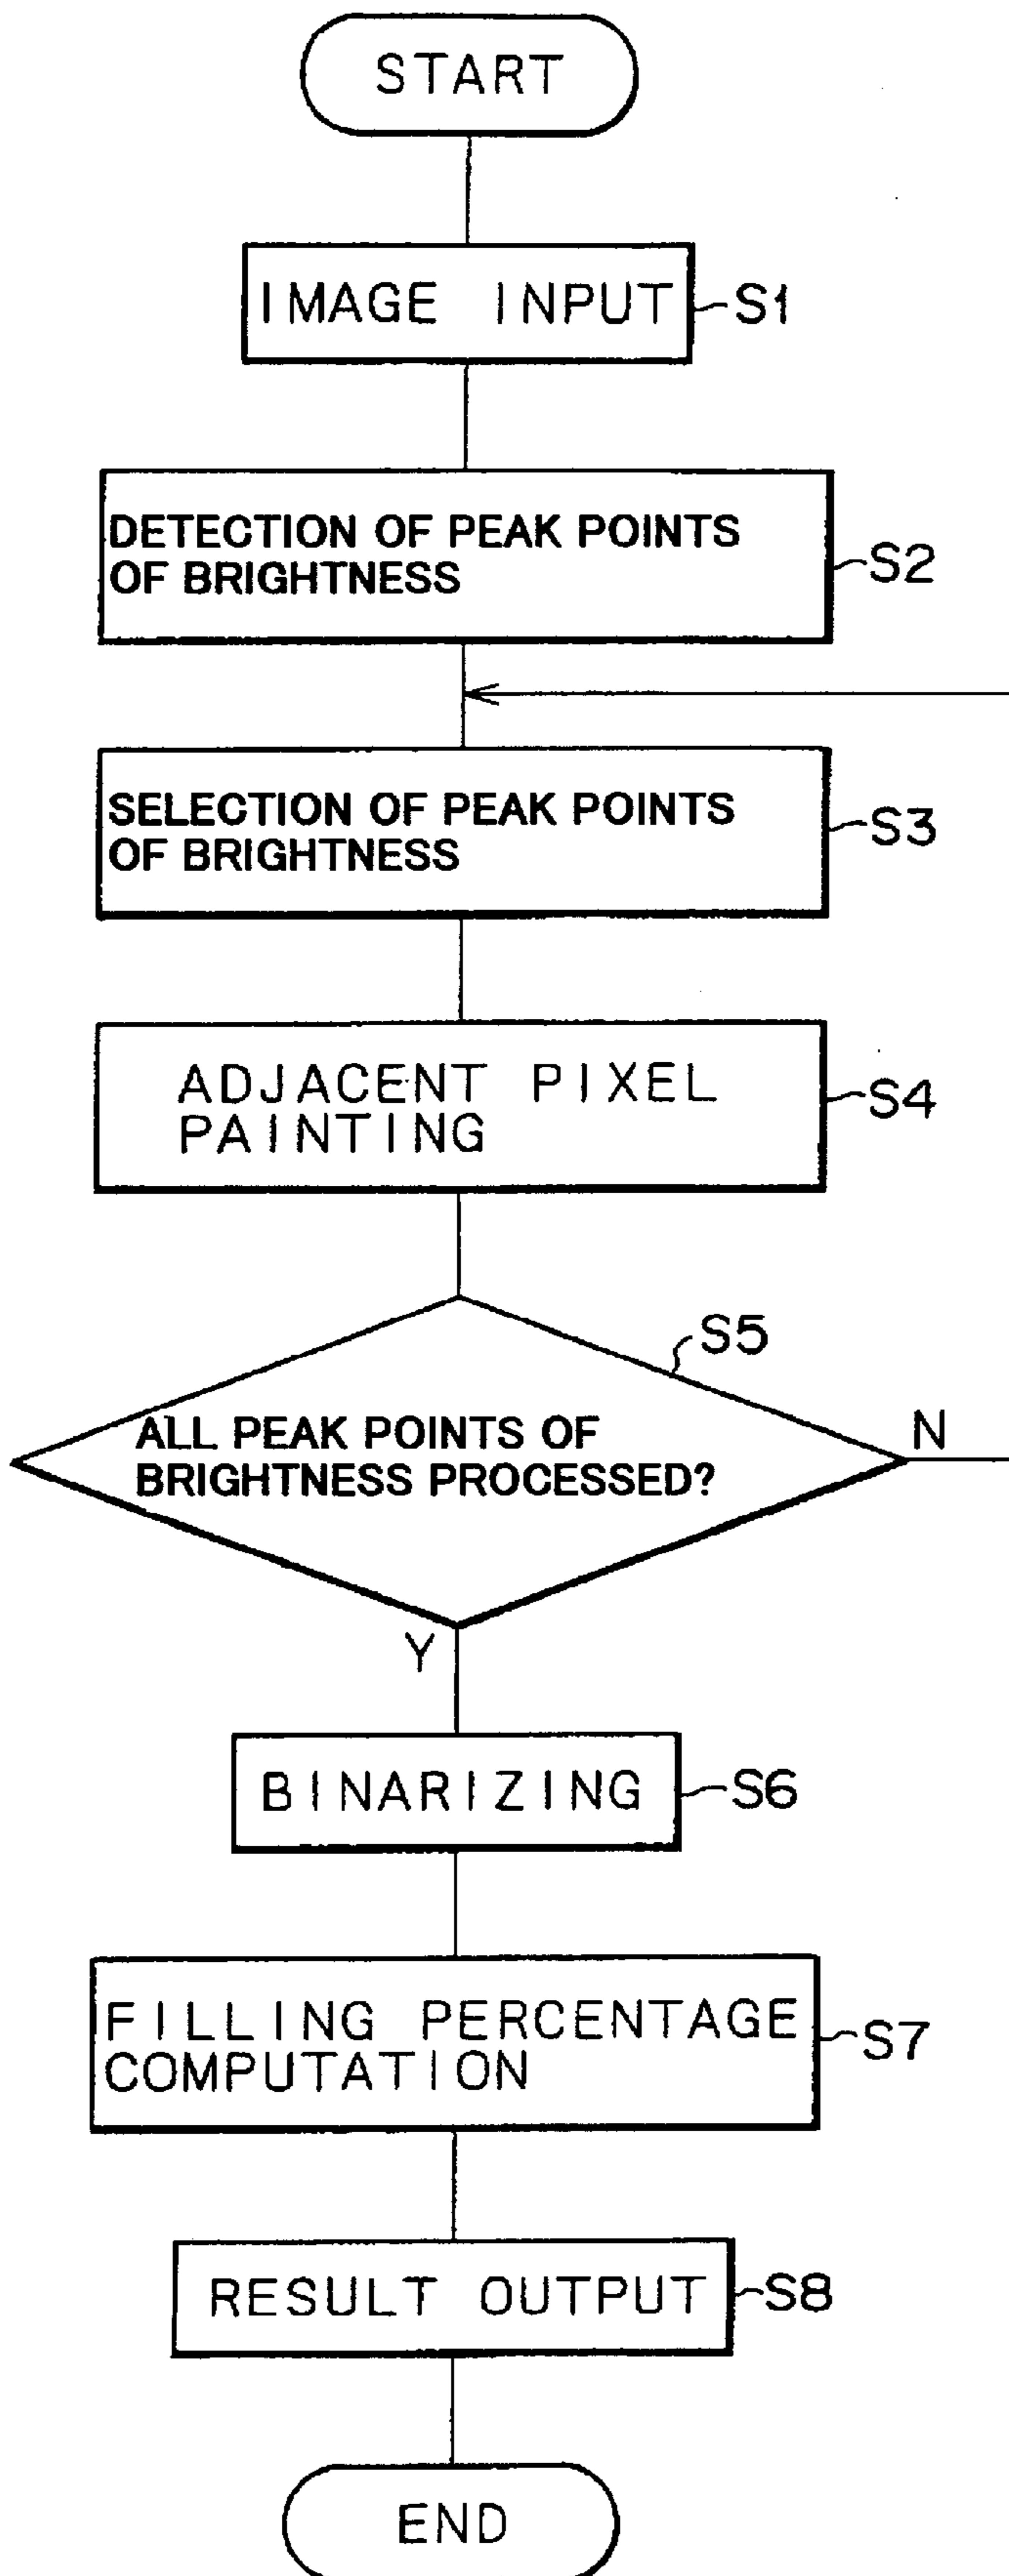 START
IMAGE INPUT
S1
DETECTION OF PEAK POINTS
OF BRIGHTNESS
S2
SELECTION OF PEAK POINTS
OF BRIGHTNESS
S3
ADJACENT PIXEL
PAINTING
S4
S5
ALL PEAK POINTS OF
BRIGHTNESS PROCESSED?
N
Y
BINARIZING
S6
FILLING PERCENTAGE
COMPUTATION
S7
RESULT OUTPUT
S8
END